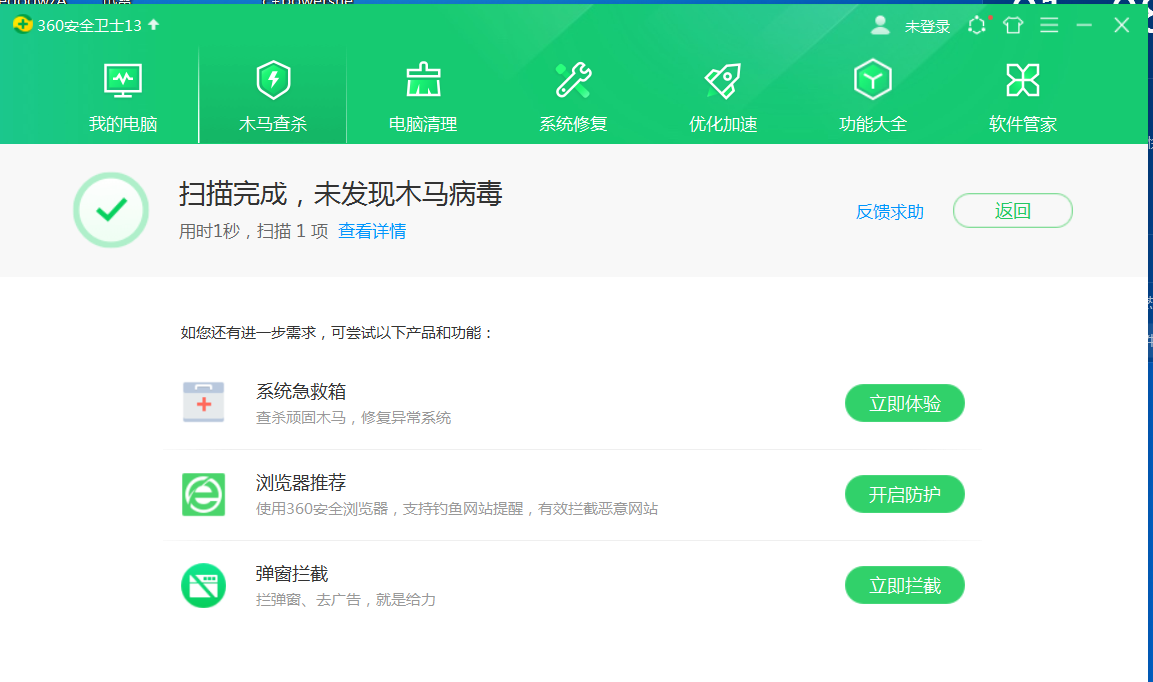 360安全卫士13
未登录
我的电脑
木马查杀
电脑清理
系统修复
优化加速
功能大全
软件管家
扫描完成，未发现木马病毒
用时1秒，扫描 1 项 查看详情
反馈求助
返回
如您还有进一步需求，可尝试以下产品和功能：
系统急救箱
查杀顽固木马，修复异常系统
立即体验
浏览器推荐
使用360安全浏览器，支持钓鱼网站提醒，有效拦截恶意网站
开启防护
弹窗拦截
拦弹窗、去广告，就是给力
立即拦截